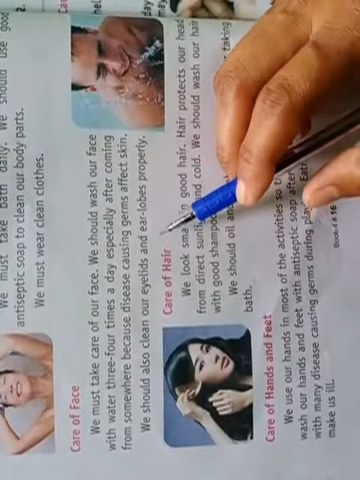 2.
We must take bath daily. We should use good
antiseptic soap to clean our body parts.
We must wear clean clothes.
Care of Face
We must take care of our face. We should wash our face
with water three-four times a day especially after coming
from somewhere because disease causing germs affect skin.
We should also clean our eyelids and ear-lobes properly.
Care of Hair
We look in good hair. Hair protects our head
from direct and cold. We should wash our hair
with good
We should oil taking
bath.
Care of Hands and Feet
We use our hands in most of the activities so
wash our hands and feet with antiseptic soap after
with many disease causing germs during
make us ill.
Book-4 16